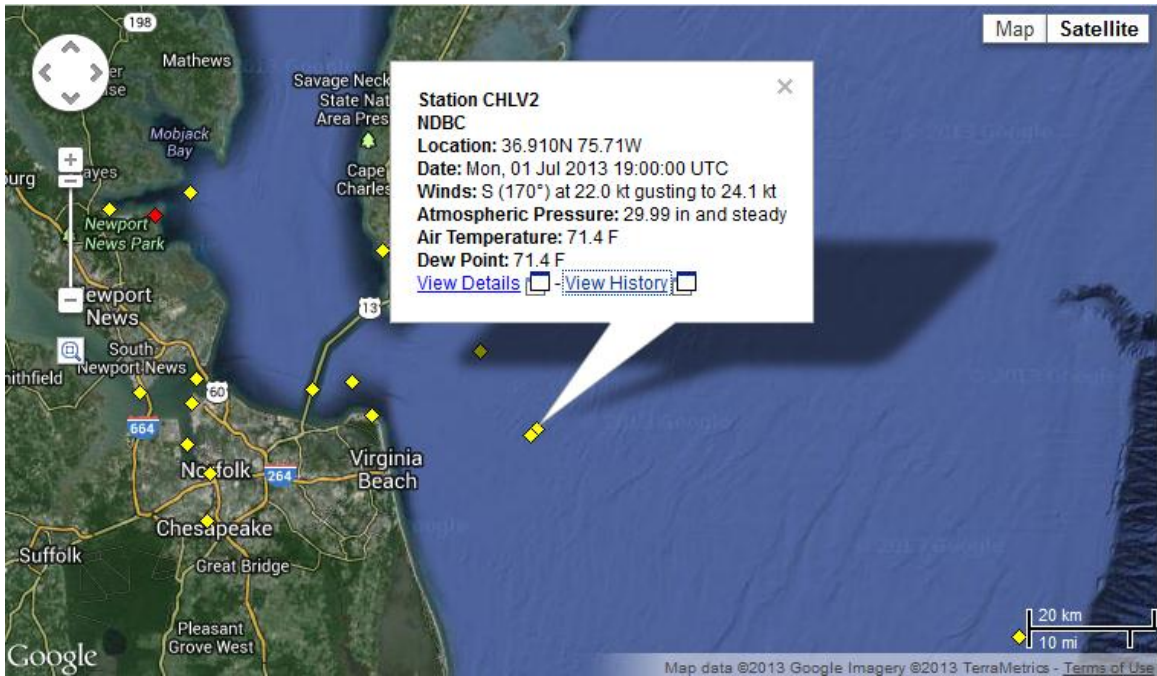 198
Map Satellite
Mathews
Savage Neck
State Nat
Area Pres
Mobjack
Bay
Cape
Charles
Newport
News Park
Newport
News
South
Newport News
13
60
664
Norfolk
264
Virginia
Beach
Chesapeake
Suffolk
Great Bridge
Pleasant
Grove West
Station CHLV2
NDBC
Location: 36.910N 75.71W
Date: Mon, 01 Jul 2013 19:00:00 UTC
Winds: S (170°) at 22.0 kt gusting to 24.1 kt
Atmospheric Pressure: 29.99 in and steady
Air Temperature: 71.4 F
Dew Point: 71.4 F
View Details - View History
20 km
10 mi
Google
Map data ©2013 Google Imagery ©2013 TerraMetrics - Terms of Use